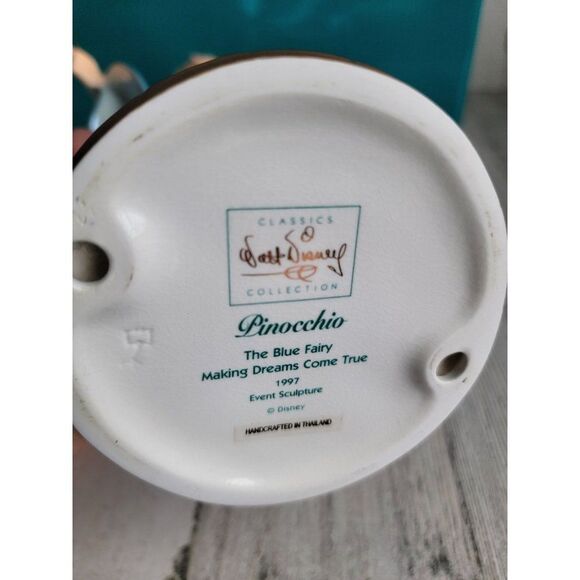 CLASSICS
Walt Disney
COLLECTION
Pinocchio
The Blue Fairy
Making Dreams Come True
1997
Event Sculpture
© Disney
HANDCRAFTED IN THAILAND